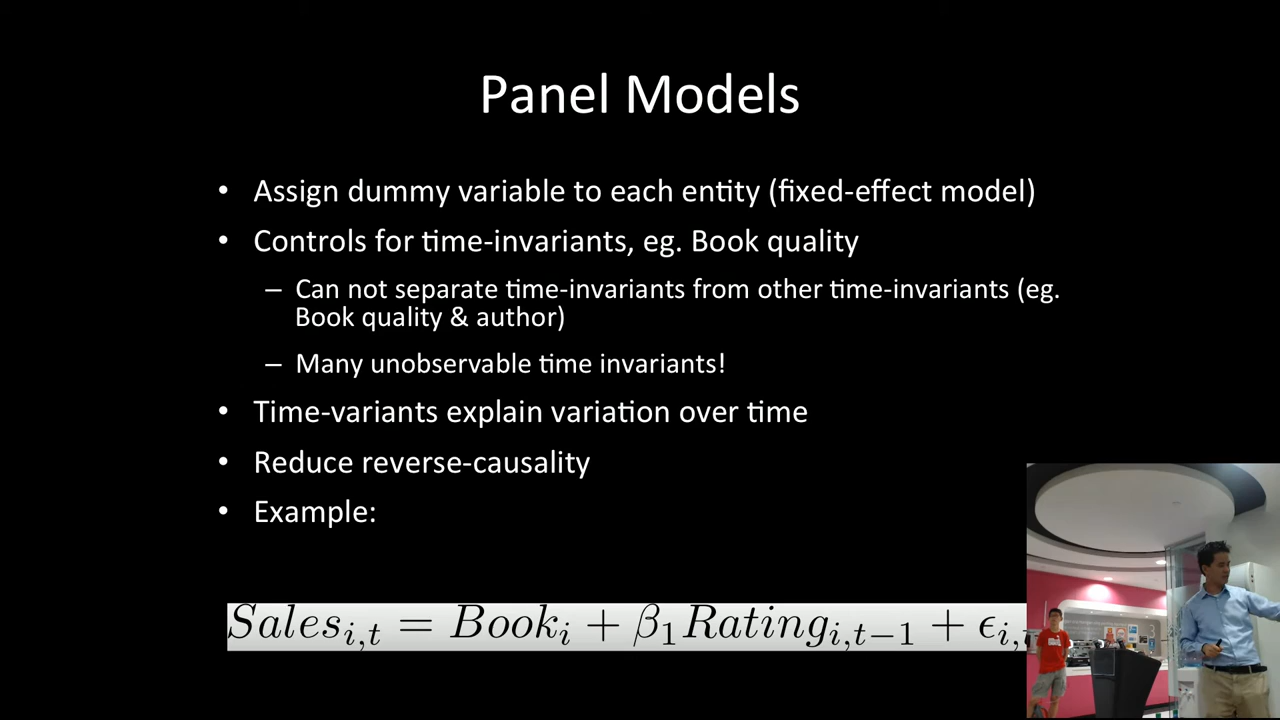 Panel Models
• Assign dummy variable to each entity (fixed-effect model)
• Controls for time-invariants, eg. Book quality
– Can not separate time-invariants from other time-invariants (eg.
Book quality & author)
– Many unobservable time invariants!
• Time-variants explain variation over time
• Reduce reverse-causality
• Example:
Sales_{i,t} = Book_i + β_1 Rating_{i,t−1} + ϵ_{i,